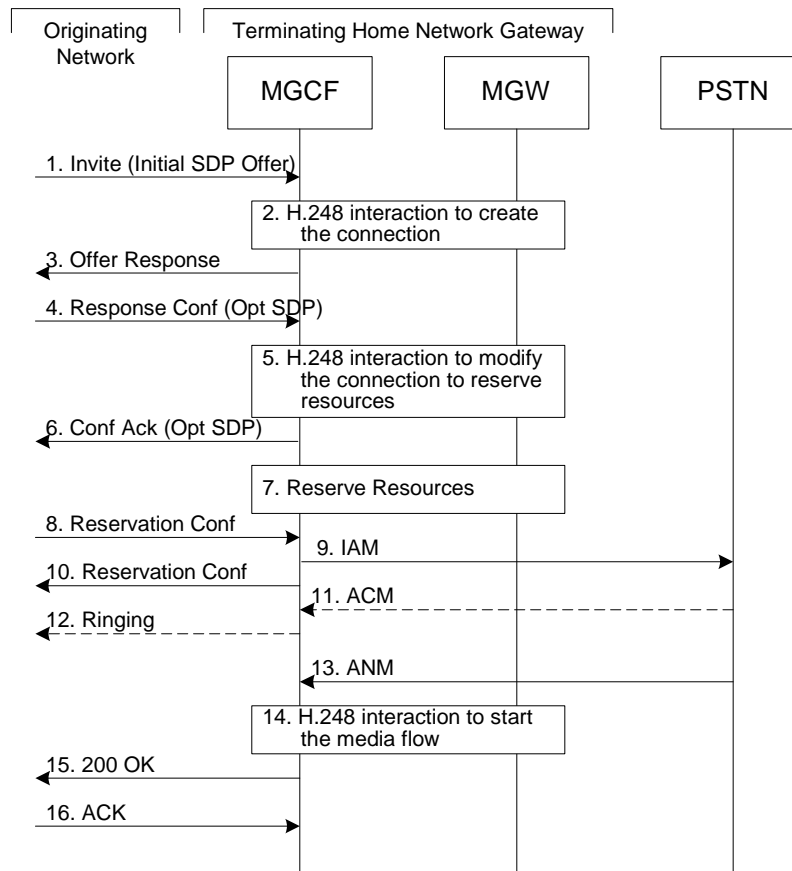 Originating
Network
Terminating Home Network Gateway
MGCF
MGW
PSTN
1. Invite (Initial SDP Offer)
2. H.248 interaction to create
the connection
3. Offer Response
4. Response Conf (Opt SDP)
5. H.248 interaction to modify
the connection to reserve
resources
6. Conf Ack (Opt SDP)
7. Reserve Resources
8. Reservation Conf
9. IAM
10. Reservation Conf
11. ACM
12. Ringing
13. ANM
14. H.248 interaction to start
the media flow
15. 200 OK
16. ACK